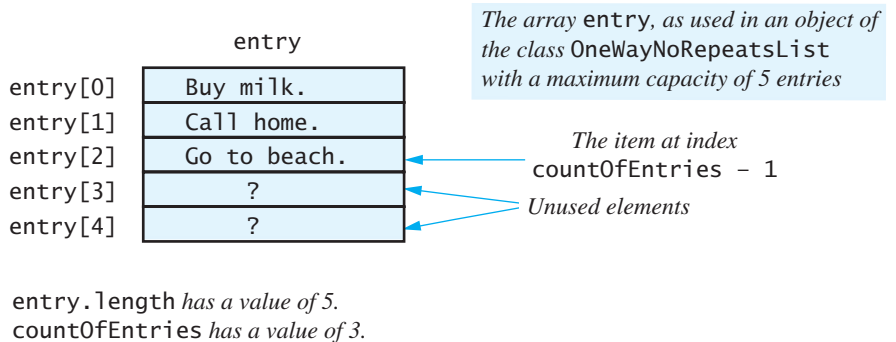 The array entry, as used in an object of
the class OneWayNoRepeatsList
with a maximum capacity of 5 entries
entry
entry[0] Buy milk.
entry[1] Call home.
entry[2] Go to beach.
entry[3] ?
entry[4] ?
The item at index
countOfEntries – 1
Unused elements
entry.length has a value of 5.
countOfEntries has a value of 3.